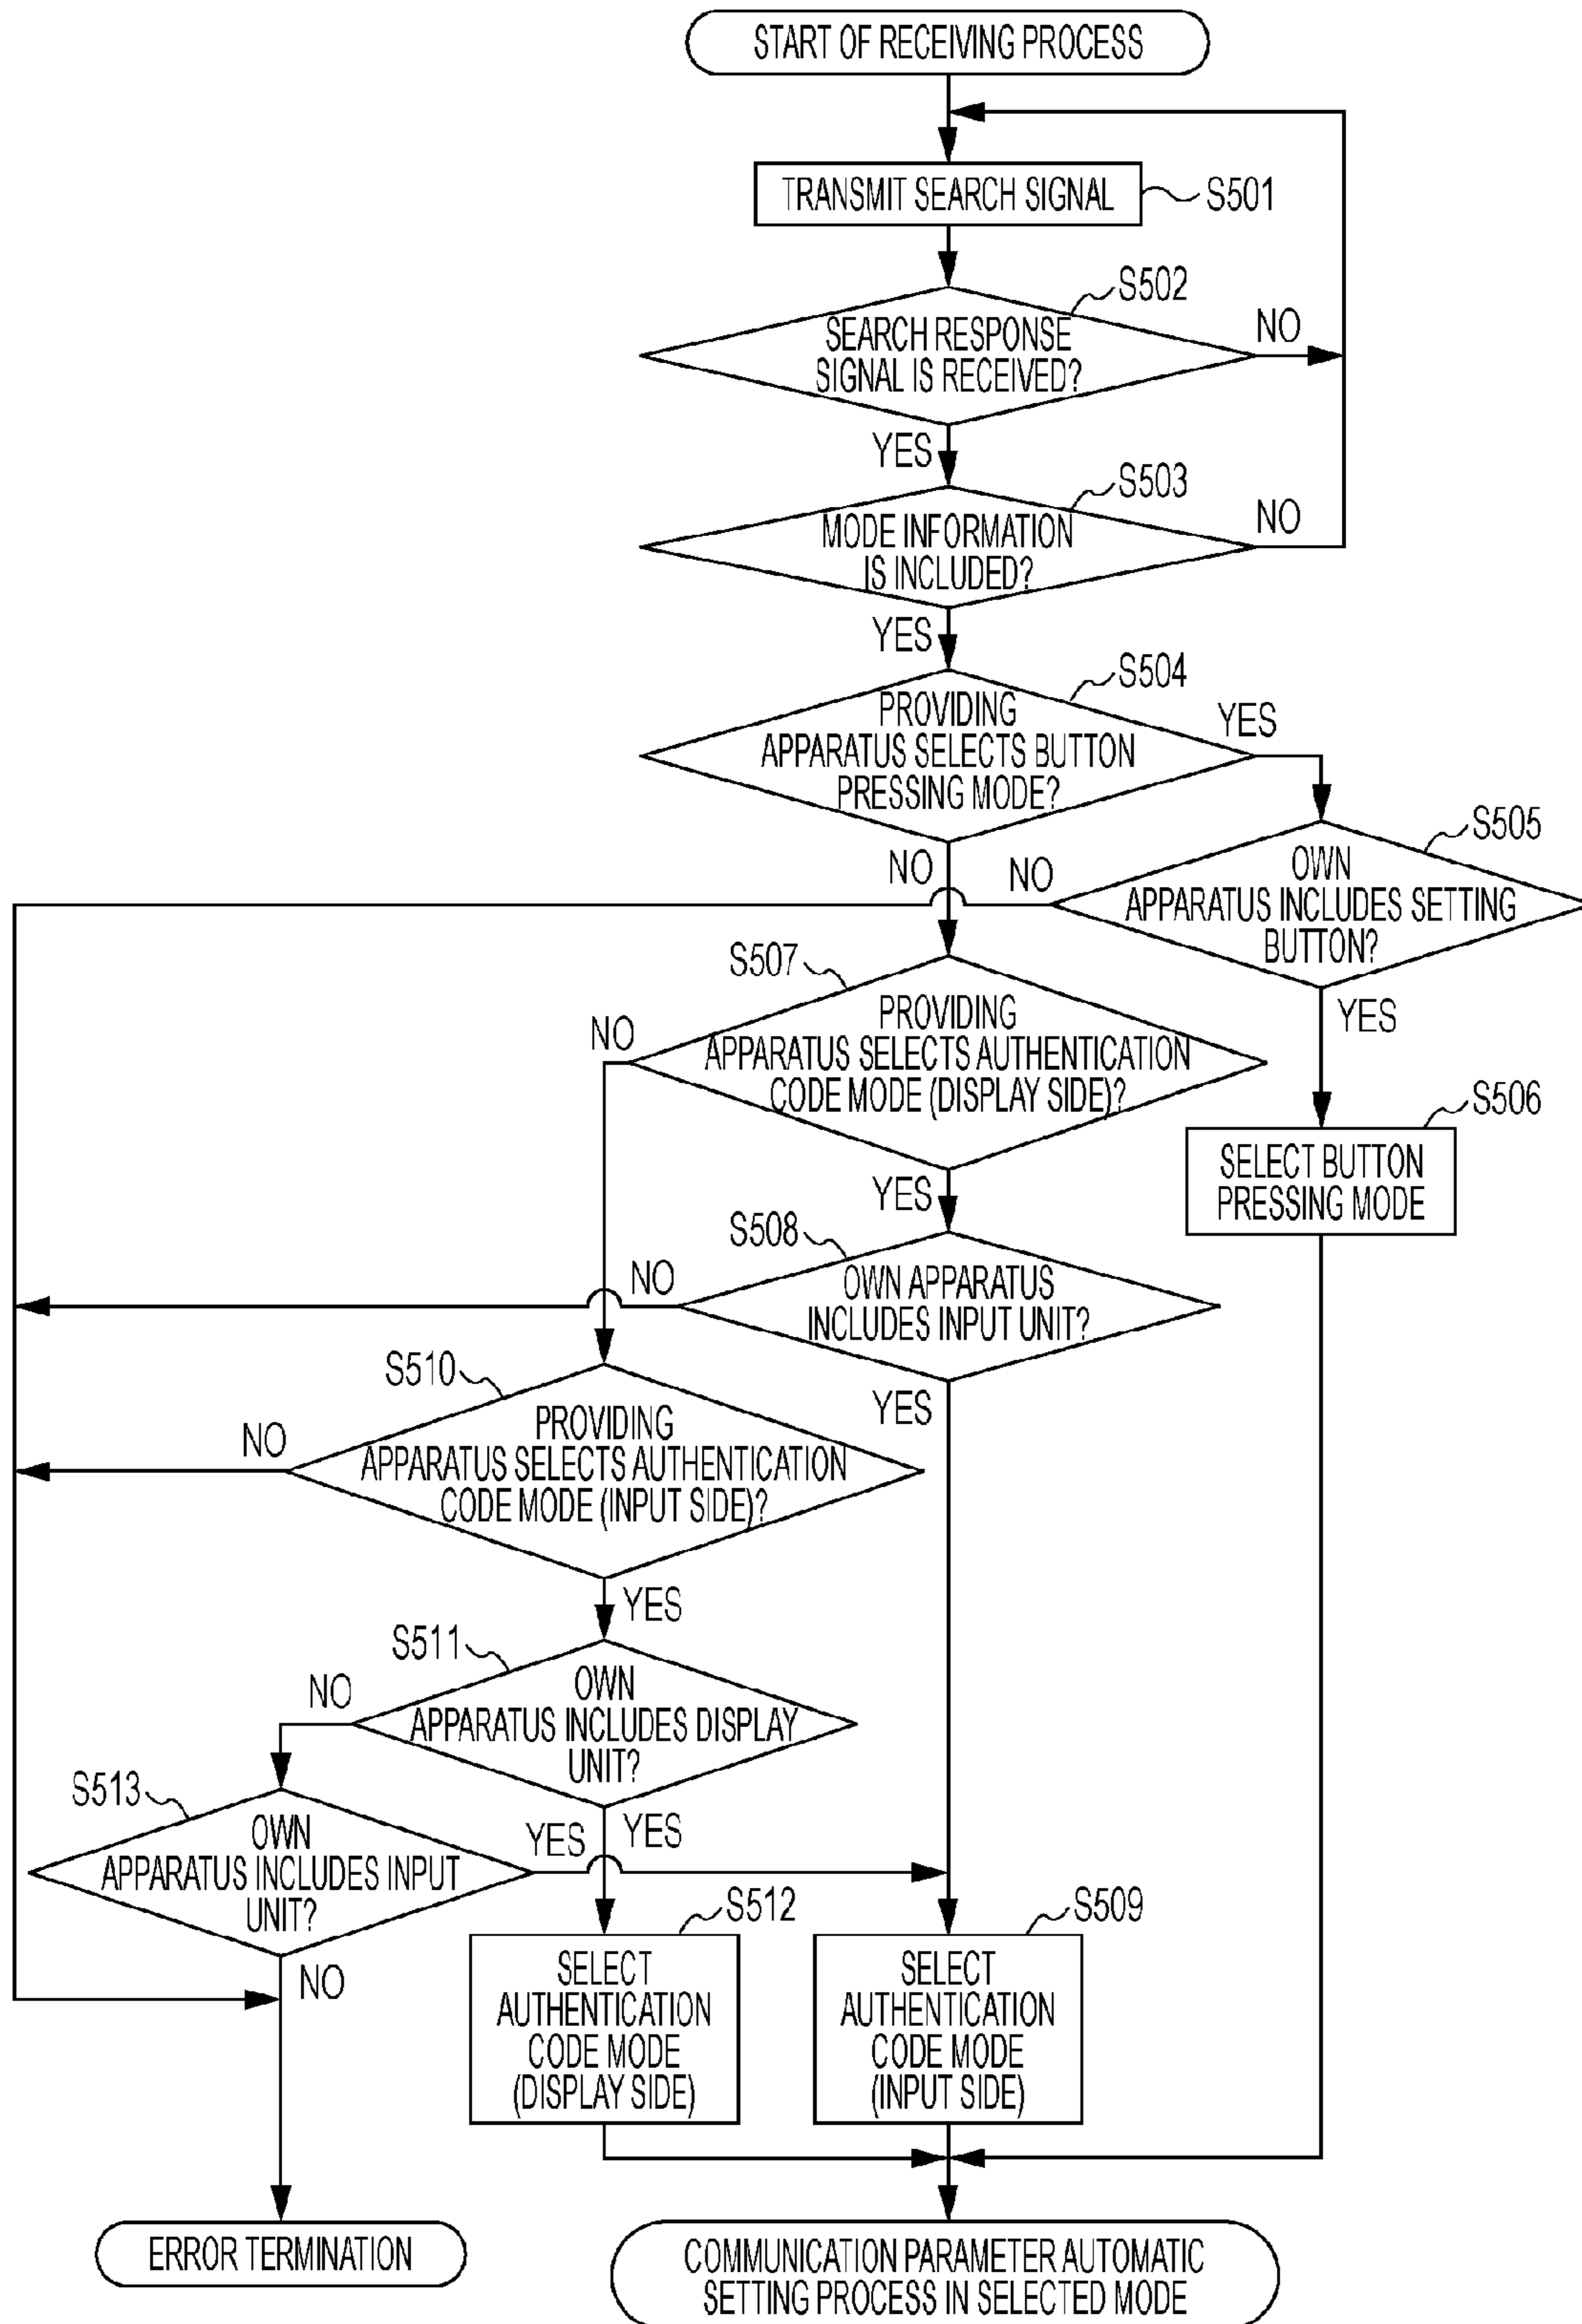 START OF RECEIVING PROCESS
TRANSMIT SEARCH SIGNAL
S501
S502
SEARCH RESPONSE
SIGNAL IS RECEIVED?
NO
YES
S503
MODE INFORMATION
IS INCLUDED?
NO
YES
S504
PROVIDING
APPARATUS SELECTS BUTTON
PRESSING MODE?
YES
NO
S505
OWN
APPARATUS INCLUDES SETTING
BUTTON?
NO
YES
S506
SELECT BUTTON
PRESSING MODE
S507
PROVIDING
APPARATUS SELECTS AUTHENTICATION
CODE MODE (DISPLAY SIDE)?
NO
YES
S508
OWN APPARATUS
INCLUDES INPUT UNIT?
NO
YES
S510
PROVIDING
APPARATUS SELECTS AUTHENTICATION
CODE MODE (INPUT SIDE)?
NO
YES
S511
OWN
APPARATUS INCLUDES DISPLAY
UNIT?
NO
YES
S513
OWN
APPARATUS INCLUDES INPUT
UNIT?
YES
NO
S512
SELECT
AUTHENTICATION
CODE MODE
(DISPLAY SIDE)
S509
SELECT
AUTHENTICATION
CODE MODE
(INPUT SIDE)
ERROR TERMINATION
COMMUNICATION PARAMETER AUTOMATIC
SETTING PROCESS IN SELECTED MODE